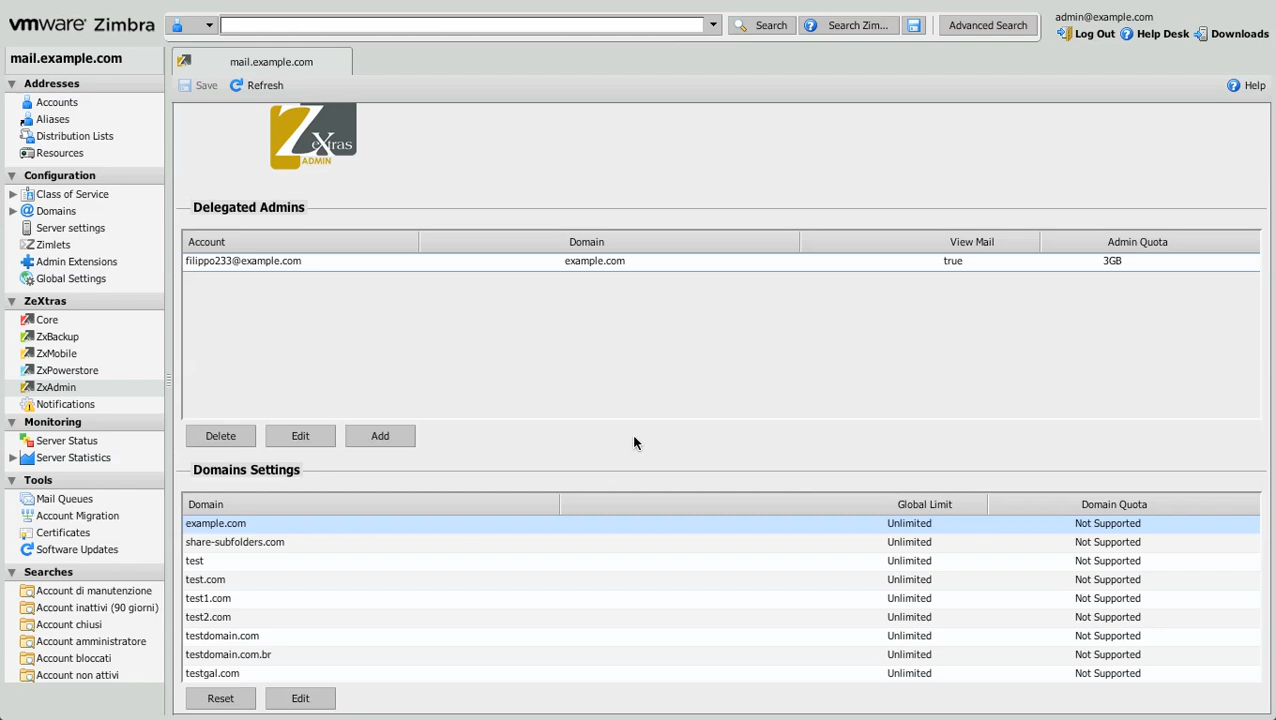 vmware Zimbra
Search
Search Zim...
Advanced Search
admin@example.com
Log Out
Help Desk
Downloads
mail.example.com
Addresses
Accounts
Aliases
Distribution Lists
Resources
Configuration
Class of Service
Domains
Server settings
Zimlets
Admin Extensions
Global Settings
ZeXtras
Core
ZxBackup
ZxMobile
ZxPowerstore
ZxAdmin
Notifications
Monitoring
Server Status
Server Statistics
Tools
Mail Queues
Account Migration
Certificates
Software Updates
Searches
Account di manutenzione
Account inattivi (90 giorni)
Account chiusi
Account amministratore
Account bloccati
Account non attivi
mail.example.com
Save
Refresh
Help
ZeXtras
ADMIN
Delegated Admins
Account Domain View Mail Admin Quota
filippo233@example.com example.com true 3GB
Delete
Edit
Add
Domains Settings
Domain Global Limit Domain Quota
example.com Unlimited Not Supported
share-subfolders.com Unlimited Not Supported
test Unlimited Not Supported
test.com Unlimited Not Supported
test1.com Unlimited Not Supported
test2.com Unlimited Not Supported
testdomain.com Unlimited Not Supported
testdomain.com.br Unlimited Not Supported
testgal.com Unlimited Not Supported
Reset
Edit